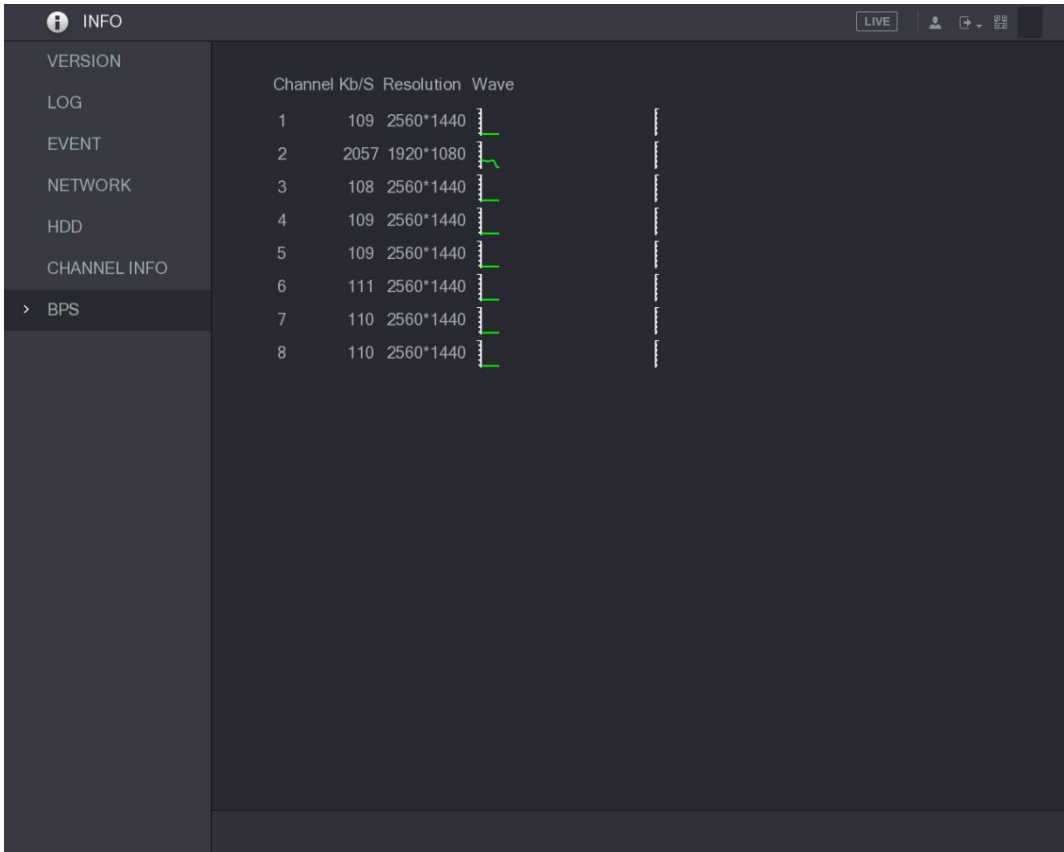 INFO
LIVE
VERSION
LOG
EVENT
NETWORK
HDD
CHANNEL INFO
> BPS
Channel Kb/S Resolution Wave
1 109 2560*1440
2 2057 1920*1080
3 108 2560*1440
4 109 2560*1440
5 109 2560*1440
6 111 2560*1440
7 110 2560*1440
8 110 2560*1440